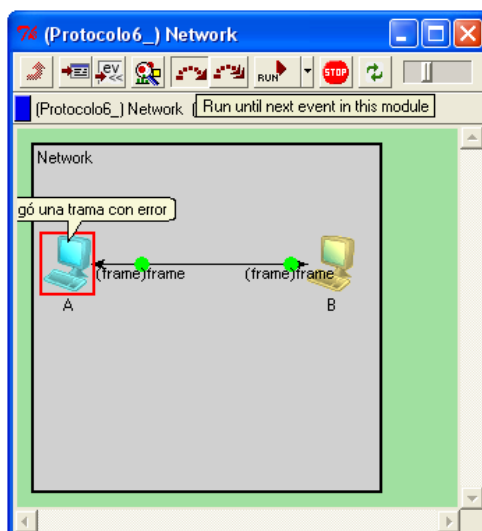 (Protocolo6_) Network
ev
<<
RUN
STOP
(Protocolo6_) Network (
Run until next event in this module
Network
gó una trama con error
(frame)frame
(frame)frame
A
B